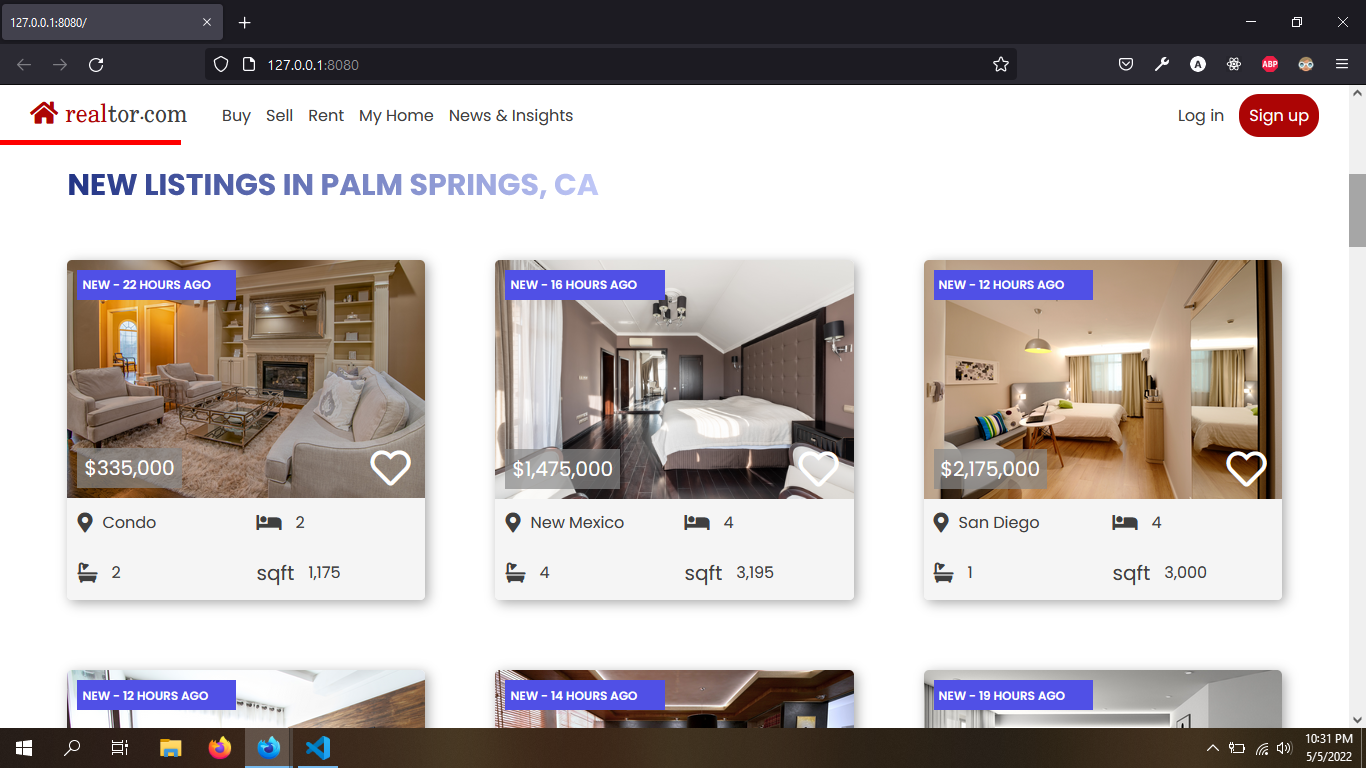 127.0.0.1:8080/
127.0.0.1:8080
ABP
realtor.com Buy Sell Rent My Home News & Insights Log in Sign up
NEW LISTINGS IN PALM SPRINGS, CA
NEW - 22 HOURS AGO NEW - 16 HOURS AGO NEW - 12 HOURS AGO
$335,000 $1,475,000 $2,175,000
Condo 2 New Mexico 4 San Diego 4
2 sqft 1,175 4 sqft 3,195 1 sqft 3,000
NEW - 12 HOURS AGO NEW - 14 HOURS AGO NEW - 19 HOURS AGO
10:31 PM
5/5/2022